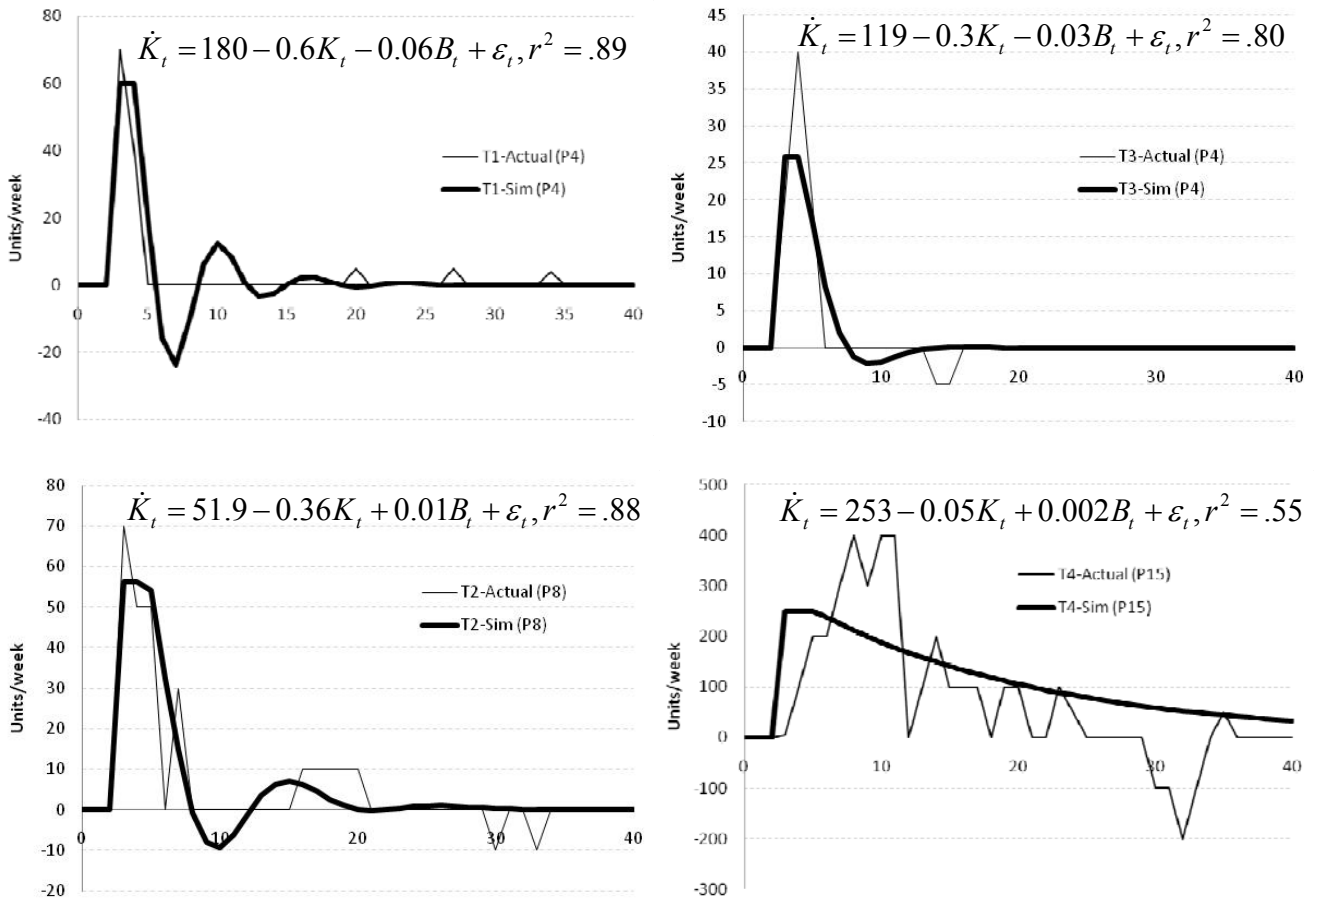 K̇ₜ = 180 − 0.6Kₜ − 0.06Bₜ + εₜ, r² = .89
80
60
40
20
0
-20
-40
Units/week
T1-Actual (P4)
T1-Sim (P4)
0 5 10 15 20 25 30 35 40
K̇ₜ = 119 − 0.3Kₜ − 0.03Bₜ + εₜ, r² = .80
45
40
35
30
25
20
15
10
5
0
-5
-10
Units/week
T3-Actual (P4)
T3-Sim (P4)
0 10 20 30 40
K̇ₜ = 51.9 − 0.36Kₜ + 0.01Bₜ + εₜ, r² = .88
80
70
60
50
40
30
20
10
0
-10
-20
Units/week
T2-Actual (P8)
T2-Sim (P8)
0 10 20 30 40
K̇ₜ = 253 − 0.05Kₜ + 0.002Bₜ + εₜ, r² = .55
500
400
300
200
100
0
-100
-200
-300
Units/week
T4-Actual (P15)
T4-Sim (P15)
0 10 20 30 40